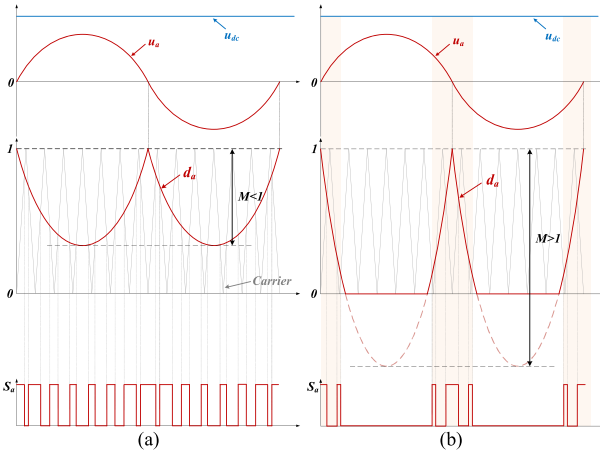 u_a
u_dc
0
1
d_a
M<1
Carrier
0
S_a
(a)
u_a
u_dc
0
1
d_a
M>1
0
S_a
(b)